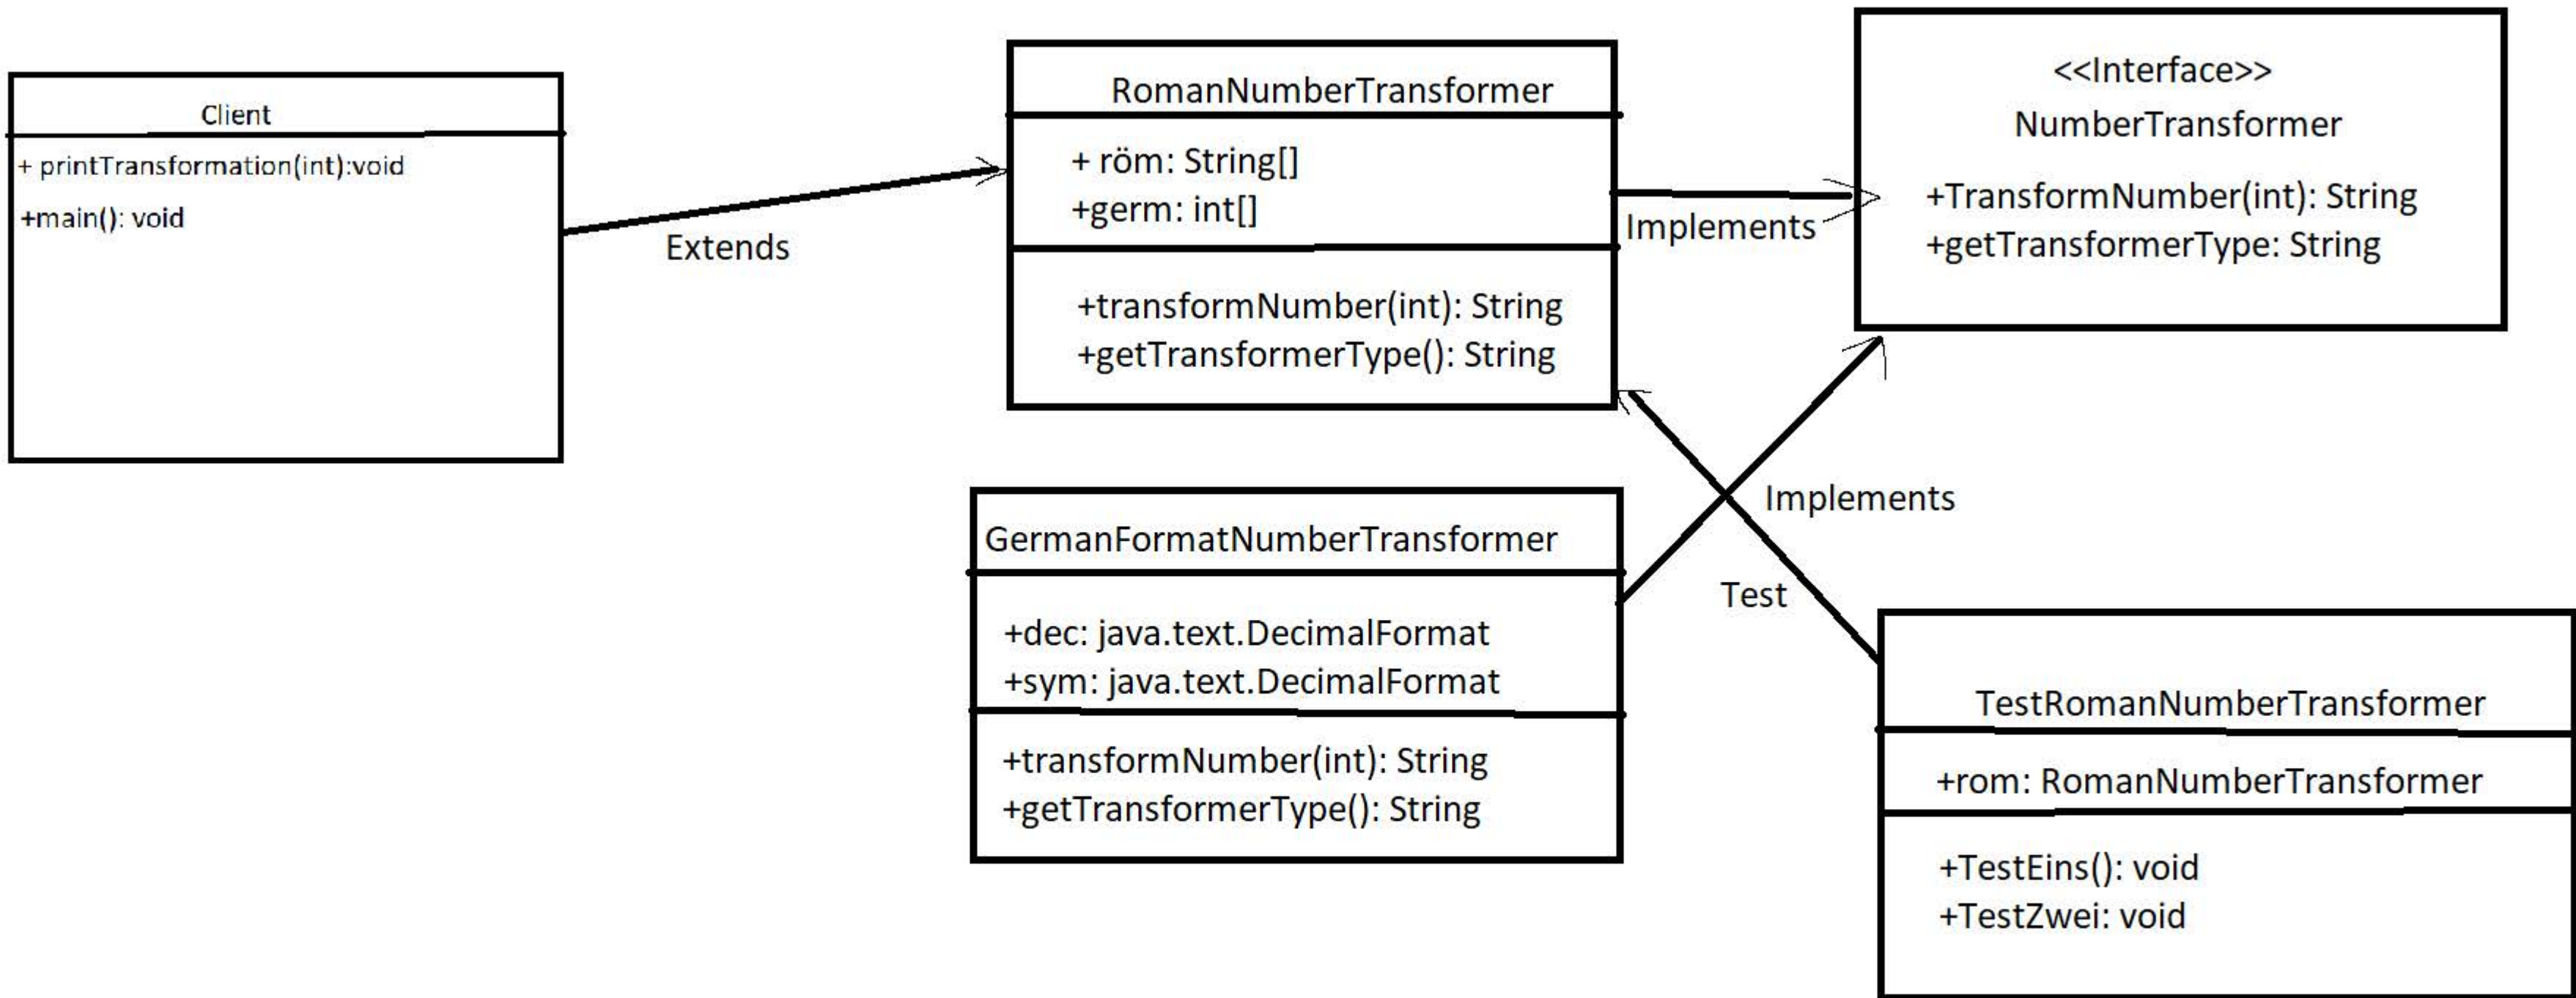 Client
+ printTransformation(int):void
+main(): void
Extends
RomanNumberTransformer
+ röm: String[]
+germ: int[]
+transformNumber(int): String
+getTransformerType(): String
Implements
<<Interface>>
NumberTransformer
+TransformNumber(int): String
+getTransformerType: String
GermanFormatNumberTransformer
+dec: java.text.DecimalFormat
+sym: java.text.DecimalFormat
+transformNumber(int): String
+getTransformerType(): String
Implements
Test
TestRomanNumberTransformer
+rom: RomanNumberTransformer
+TestEins(): void
+TestZwei: void